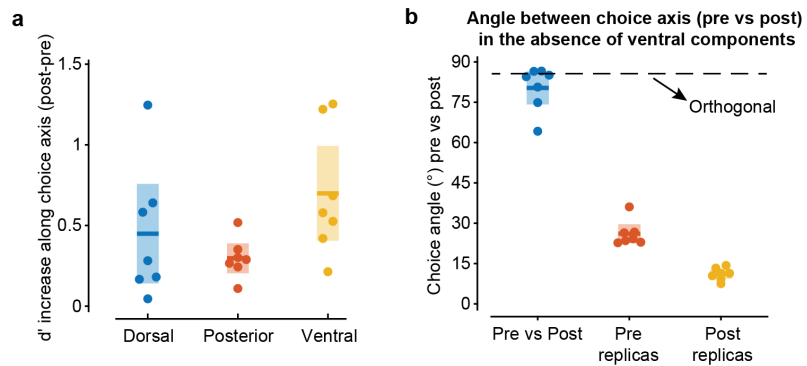 a
d' increase along choice axis (post-pre)
1.5
1
0.5
0
Dorsal
Posterior
Ventral
b
Angle between choice axis (pre vs post)
in the absence of ventral components
Choice angle (°) pre vs post
90
75
60
45
30
15
0
Orthogonal
Pre vs Post
Pre
replicas
Post
replicas